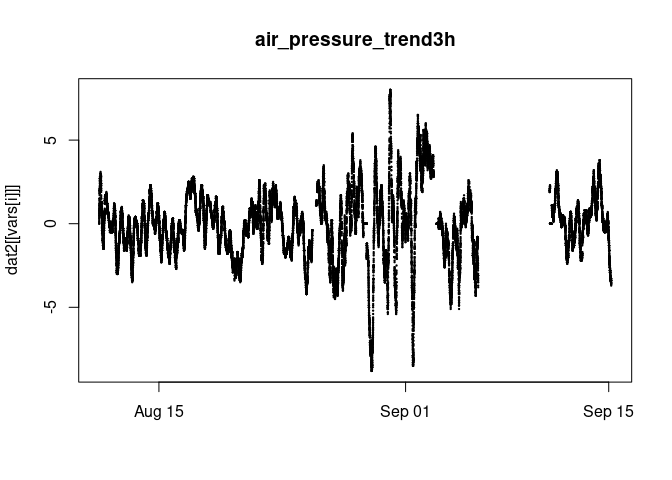 air_pressure_trend3h
dat2[[vars[i]]]
5
0
-5
Aug 15
Sep 01
Sep 15